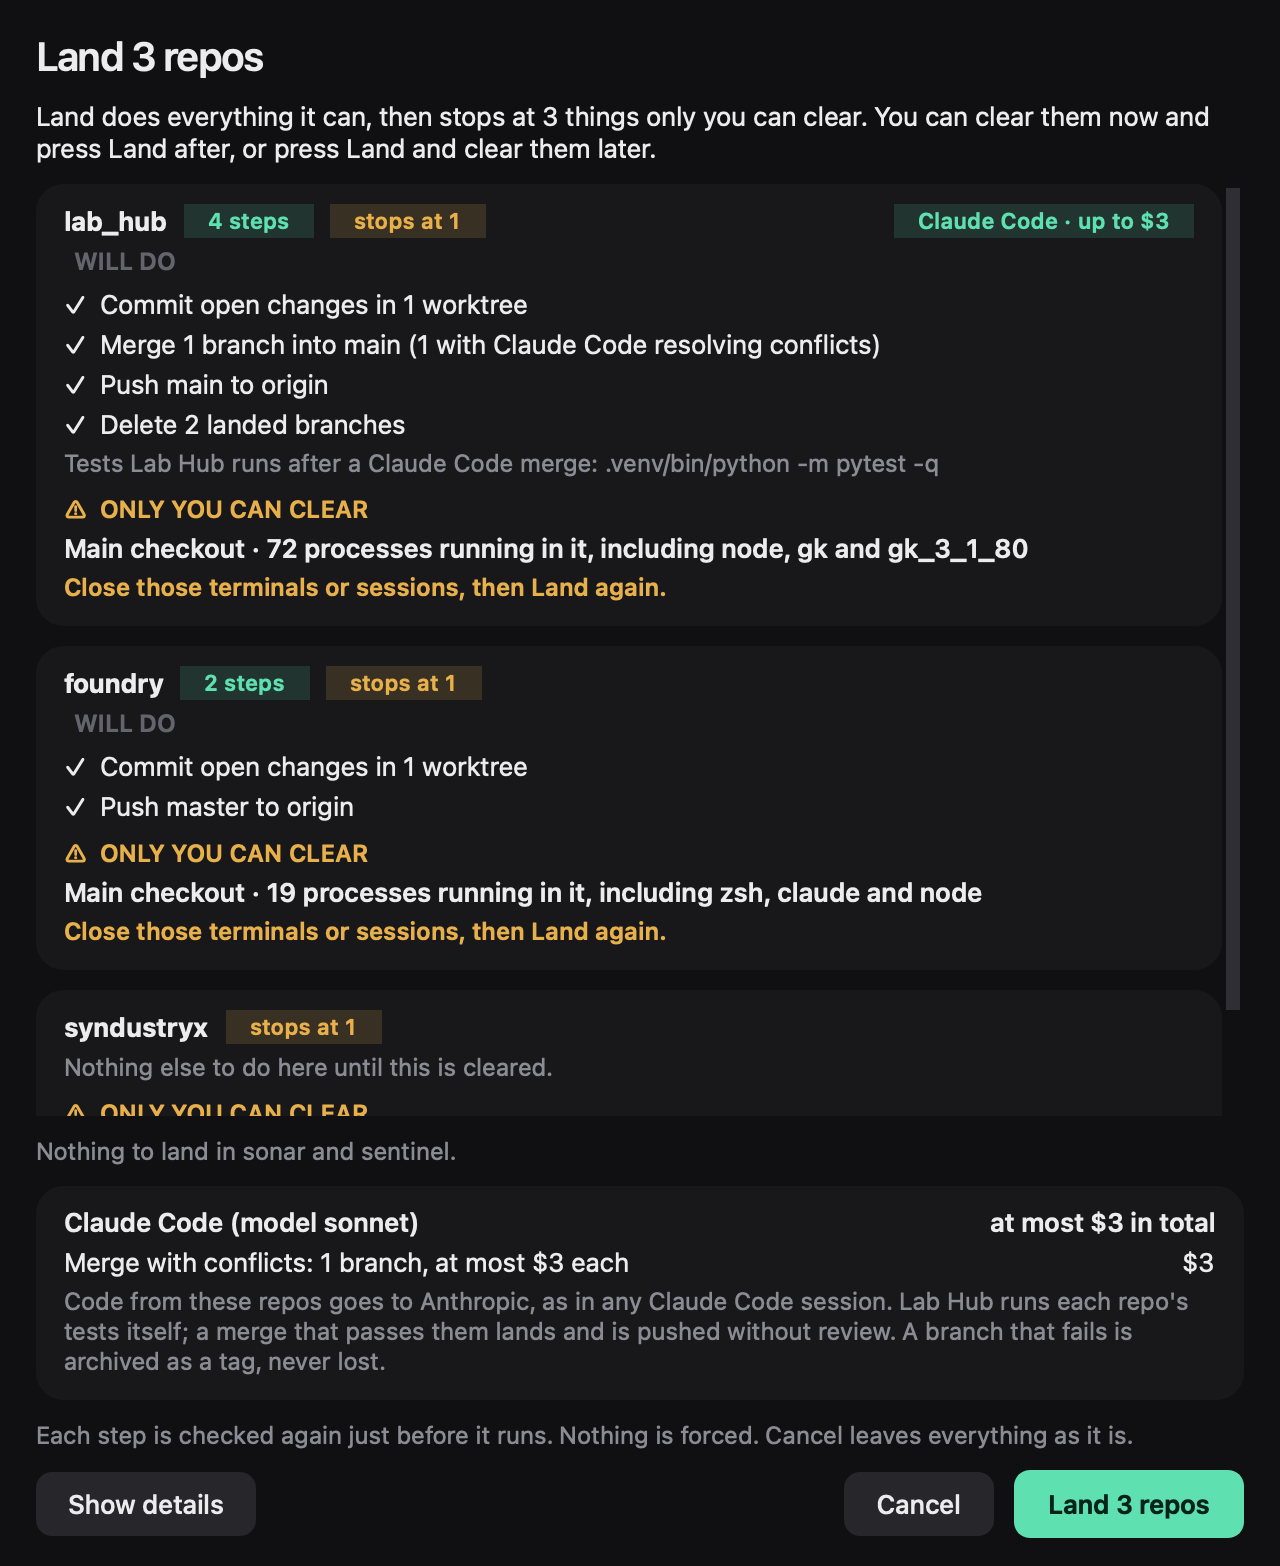 Land 3 repos
Land does everything it can, then stops at 3 things only you can clear. You can clear them now and
press Land after, or press Land and clear them later.
lab_hub 4 steps stops at 1 Claude Code · up to $3
WILL DO
✓ Commit open changes in 1 worktree
✓ Merge 1 branch into main (1 with Claude Code resolving conflicts)
✓ Push main to origin
✓ Delete 2 landed branches
Tests Lab Hub runs after a Claude Code merge: .venv/bin/python -m pytest -q
⚠ ONLY YOU CAN CLEAR
Main checkout · 72 processes running in it, including node, gk and gk_3_1_80
Close those terminals or sessions, then Land again.
foundry 2 steps stops at 1
WILL DO
✓ Commit open changes in 1 worktree
✓ Push master to origin
⚠ ONLY YOU CAN CLEAR
Main checkout · 19 processes running in it, including zsh, claude and node
Close those terminals or sessions, then Land again.
syndustryx stops at 1
Nothing else to do here until this is cleared.
⚠ ONLY YOU CAN CLEAR
Nothing to land in sonar and sentinel.
Claude Code (model sonnet) at most $3 in total
Merge with conflicts: 1 branch, at most $3 each $3
Code from these repos goes to Anthropic, as in any Claude Code session. Lab Hub runs each repo's
tests itself; a merge that passes them lands and is pushed without review. A branch that fails is
archived as a tag, never lost.
Each step is checked again just before it runs. Nothing is forced. Cancel leaves everything as it is.
Show details Cancel Land 3 repos